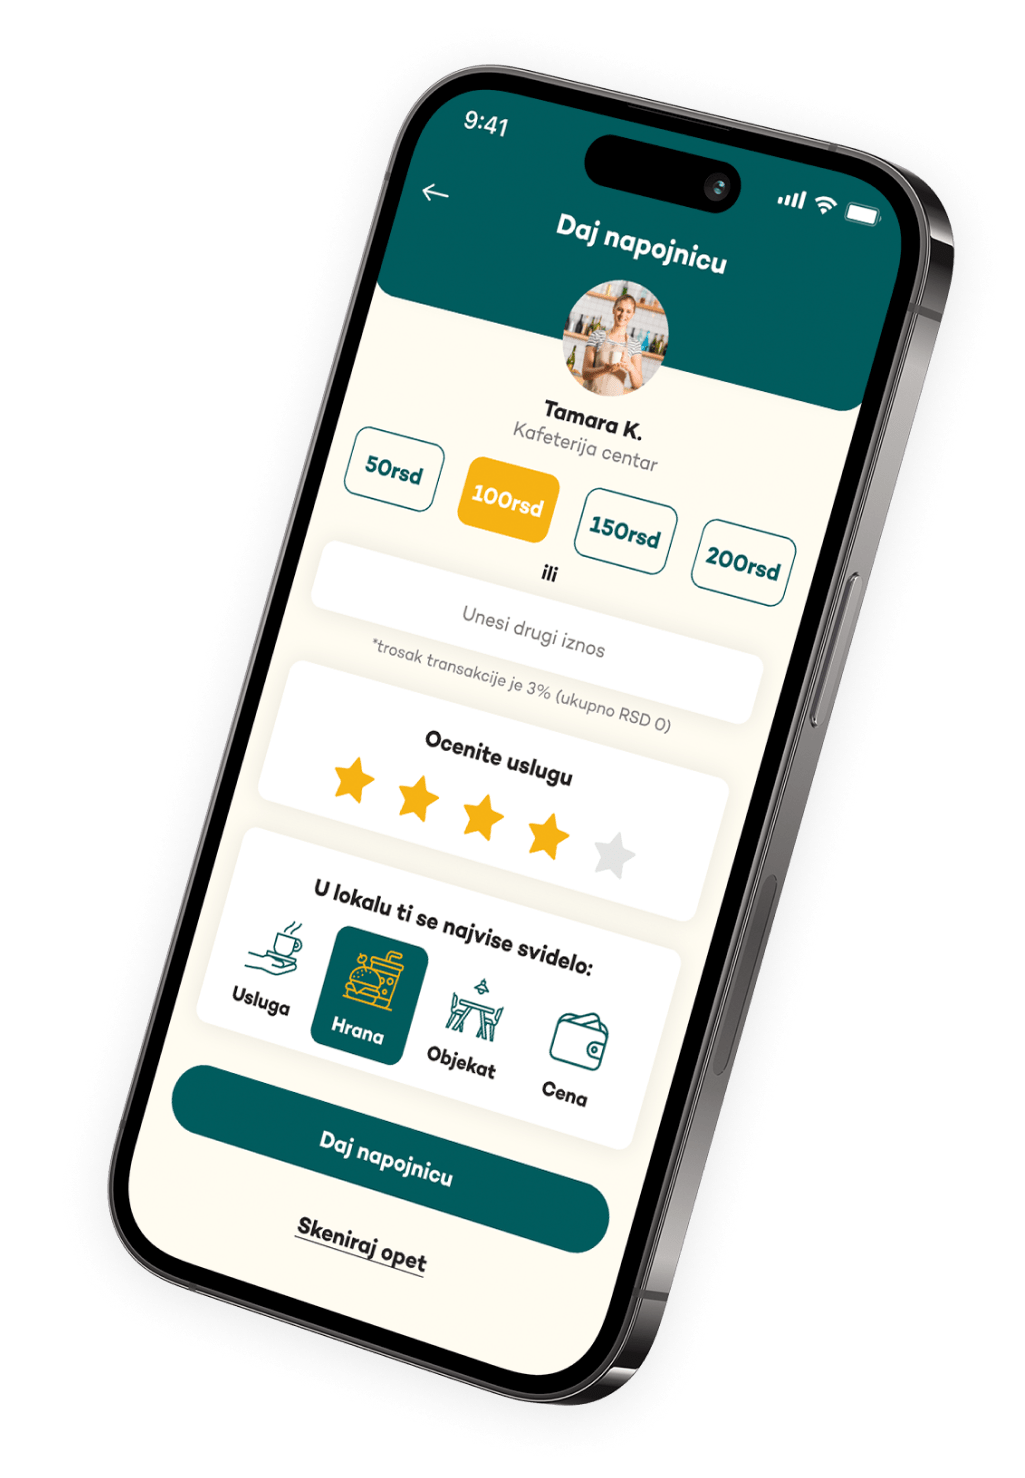 9:41
Daj napojnicu
Tamara K.
Kafeterija centar
50rsd 100rsd 150rsd 200rsd
ili
Unesi drugi iznos
*trosak transakcije je 3% (ukupno RSD 0)
Ocenite uslugu
U lokalu ti se najvise svidelo:
Usluga Hrana Objekat Cena
Daj napojnicu
Skeniraj opet